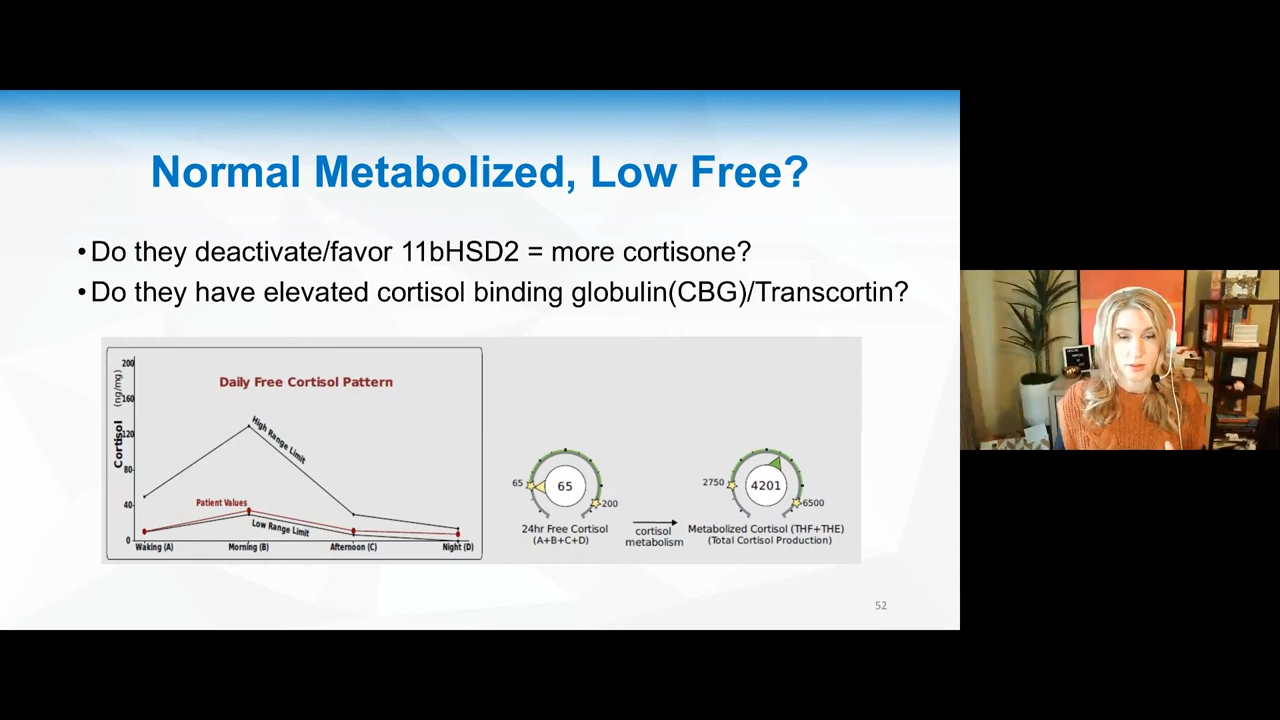 Normal Metabolized, Low Free?
•Do they deactivate/favor 11bHSD2 = more cortisone?
•Do they have elevated cortisol binding globulin(CBG)/Transcortin?
Daily Free Cortisol Pattern
Cortisol (ng/mg)
200
160
120
80
40
0
High Range Limit
Patient Values
Low Range Limit
Waking (A)
Morning (B)
Afternoon (C)
Night (D)
65
65
200
24hr Free Cortisol
(A+B+C+D)
cortisol
metabolism
2750
4201
6500
Metabolized Cortisol (THF+THE)
(Total Cortisol Production)
52